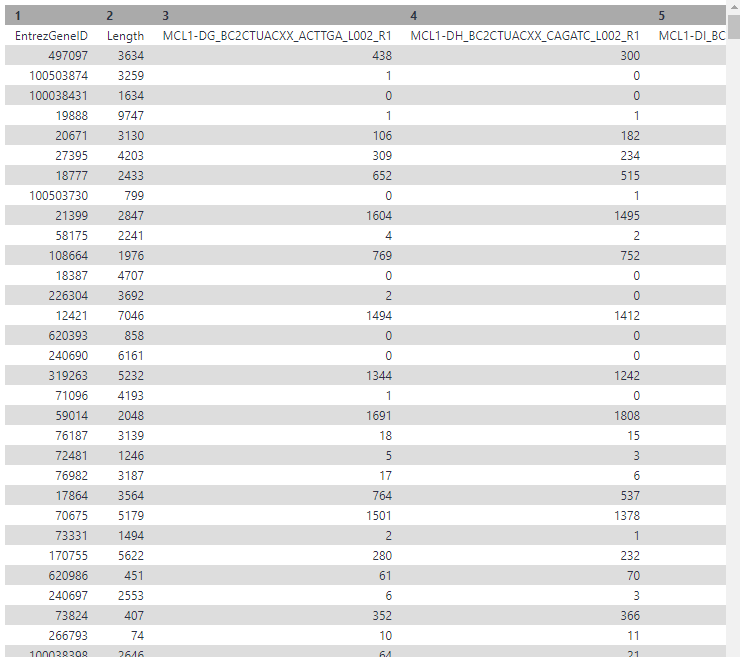 1 2 3 4 5
EntrezGeneID Length MCL1-DG_BC2CTUACXX_ACTTGA_L002_R1 MCL1-DH_BC2CTUACXX_CAGATC_L002_R1 MCL1-DI_BC
497097 3634 438 300
100503874 3259 1 0
100038431 1634 0 0
19888 9747 1 1
20671 3130 106 182
27395 4203 309 234
18777 2433 652 515
100503730 799 0 1
21399 2847 1604 1495
58175 2241 4 2
108664 1976 769 752
18387 4707 0 0
226304 3692 2 0
12421 7046 1494 1412
620393 858 0 0
240690 6161 0 0
319263 5232 1344 1242
71096 4193 1 0
59014 2048 1691 1808
76187 3139 18 15
72481 1246 5 3
76982 3187 17 6
17864 3564 764 537
70675 5179 1501 1378
73331 1494 2 1
170755 5622 280 232
620986 451 61 70
240697 2553 6 3
73824 407 352 366
266793 74 10 11
100038398 2646 64 21